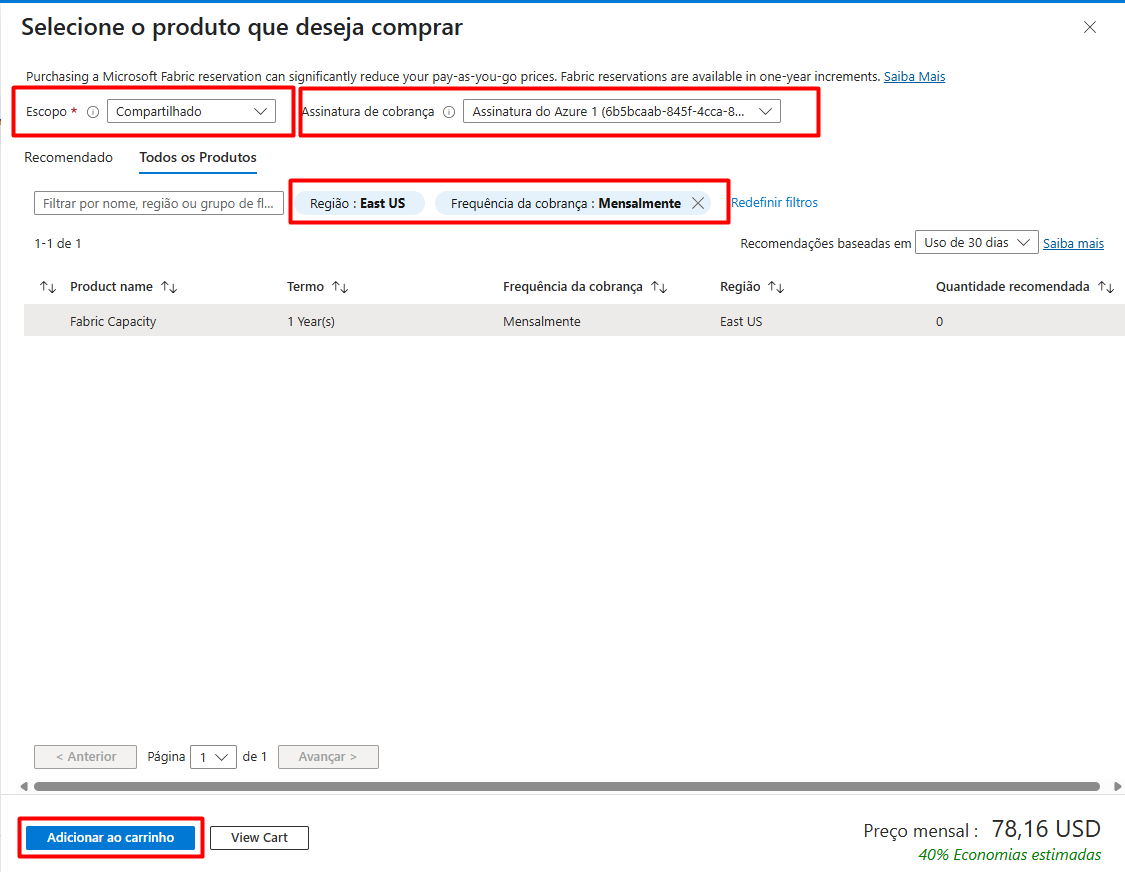 Selecione o produto que deseja comprar
Purchasing a Microsoft Fabric reservation can significantly reduce your pay-as-you-go prices. Fabric reservations are available in one-year increments. Saiba Mais
Escopo * Compartilhado Assinatura de cobrança Assinatura do Azure 1 (6b5bcaab-845f-4cca-8...
Recomendado Todos os Produtos
Filtrar por nome, região ou grupo de fl... Região : East US Frequência da cobrança : Mensalmente Redefinir filtros
1-1 de 1 Recomendações baseadas em Uso de 30 dias Saiba mais
Product name Termo Frequência da cobrança Região Quantidade recomendada
Fabric Capacity 1 Year(s) Mensalmente East US 0
< Anterior Página 1 de 1 Avançar >
Adicionar ao carrinho View Cart Preço mensal : 78,16 USD
40% Economias estimadas